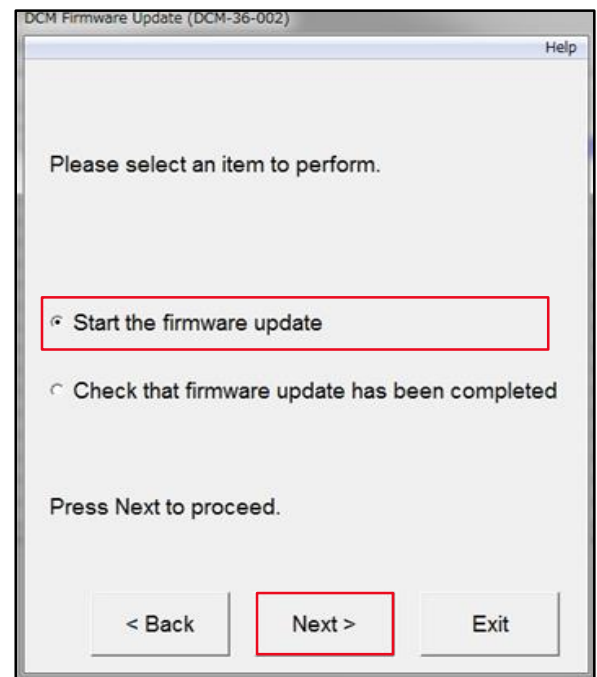 DCM Firmware Update (DCM-36-002)
Help
Please select an item to perform.
Start the firmware update
Check that firmware update has been completed
Press Next to proceed.
< Back Next > Exit